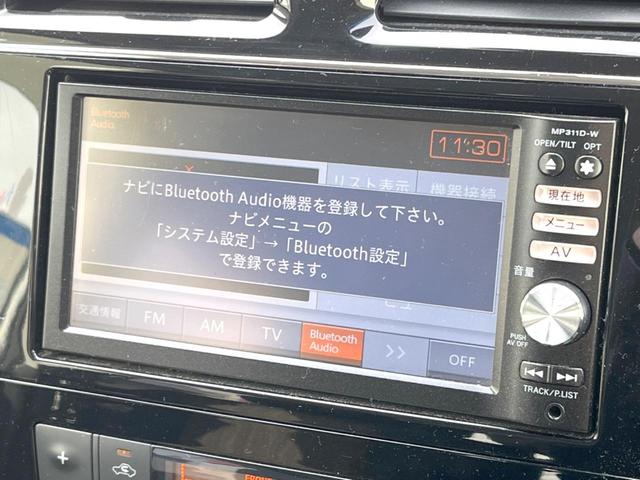 Bluetooth
Audio
11:30
MP311D-W
OPEN/TILT OPT
リスト表示 機器接続
ナビにBluetooth Audio機器を登録して下さい。
ナビメニューの
「システム設定」→「Bluetooth設定」
で登録できます。
現在地
メニュー
AV
音量
PUSH
AV OFF
交通情報 FM AM TV Bluetooth
Audio >> OFF
TRACK/P.LIST
+
FRONT